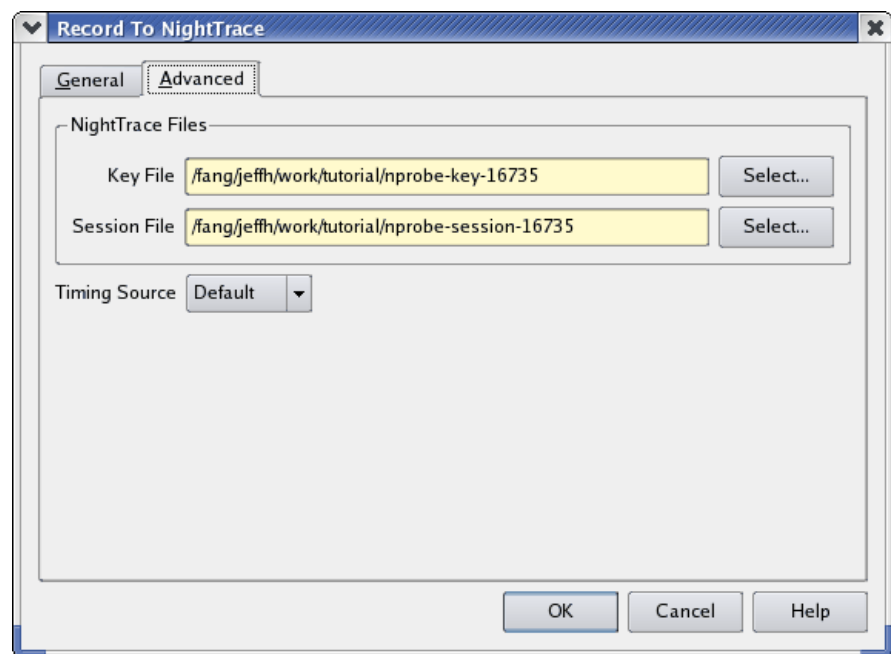 Record To NightTrace
General Advanced
NightTrace Files
Key File /fang/jeffh/work/tutorial/nprobe-key-16735 Select...
Session File /fang/jeffh/work/tutorial/nprobe-session-16735 Select...
Timing Source Default
OK Cancel Help